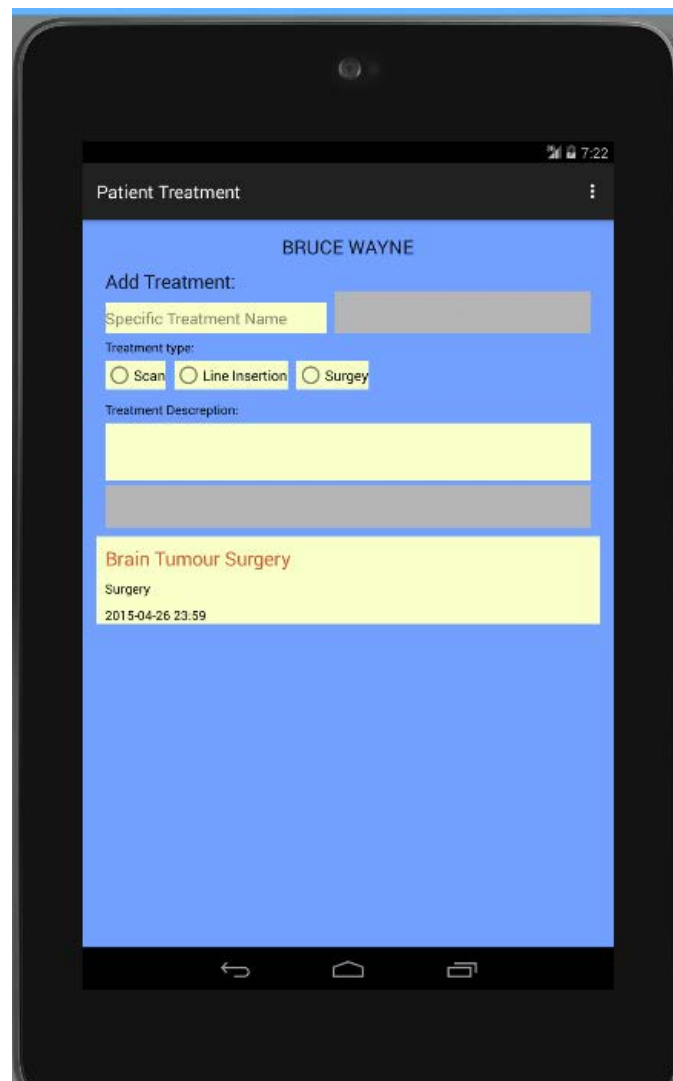 7:22
Patient Treatment
BRUCE WAYNE
Add Treatment:
Specific Treatment Name
Treatment type:
Scan Line Insertion Surgey
Treatment Descreption:
Brain Tumour Surgery
Surgery
2015-04-26 23:59